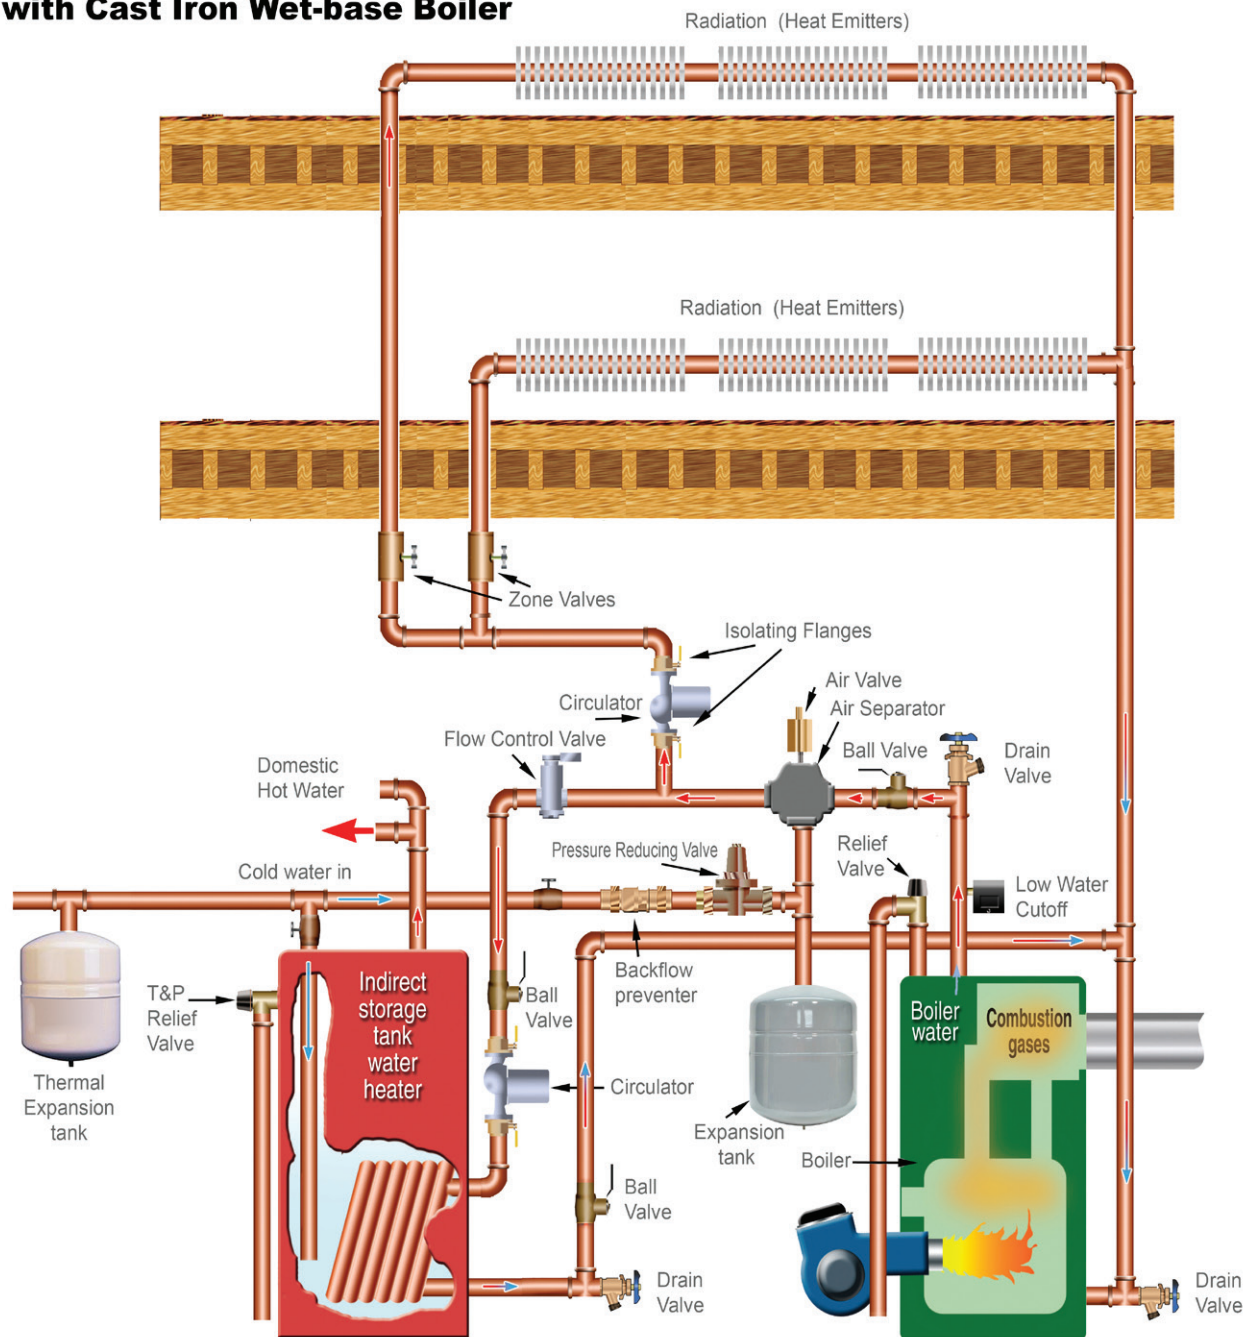 with Cast Iron Wet-base Boiler
Radiation (Heat Emitters)
Radiation (Heat Emitters)
Zone Valves
Isolating Flanges
Air Valve
Circulator
Air Separator
Flow Control Valve
Ball Valve
Drain
Valve
Domestic
Hot Water
Pressure Reducing Valve
Relief
Valve
Cold water in
Low Water
Cutoff
Backflow
preventer
Indirect
storage
tank
water
heater
Ball
Valve
T&P
Relief
Valve
Boiler
water
Combustion
gases
Thermal
Expansion
tank
Circulator
Expansion
tank
Boiler
Ball
Valve
Drain
Valve
Drain
Valve